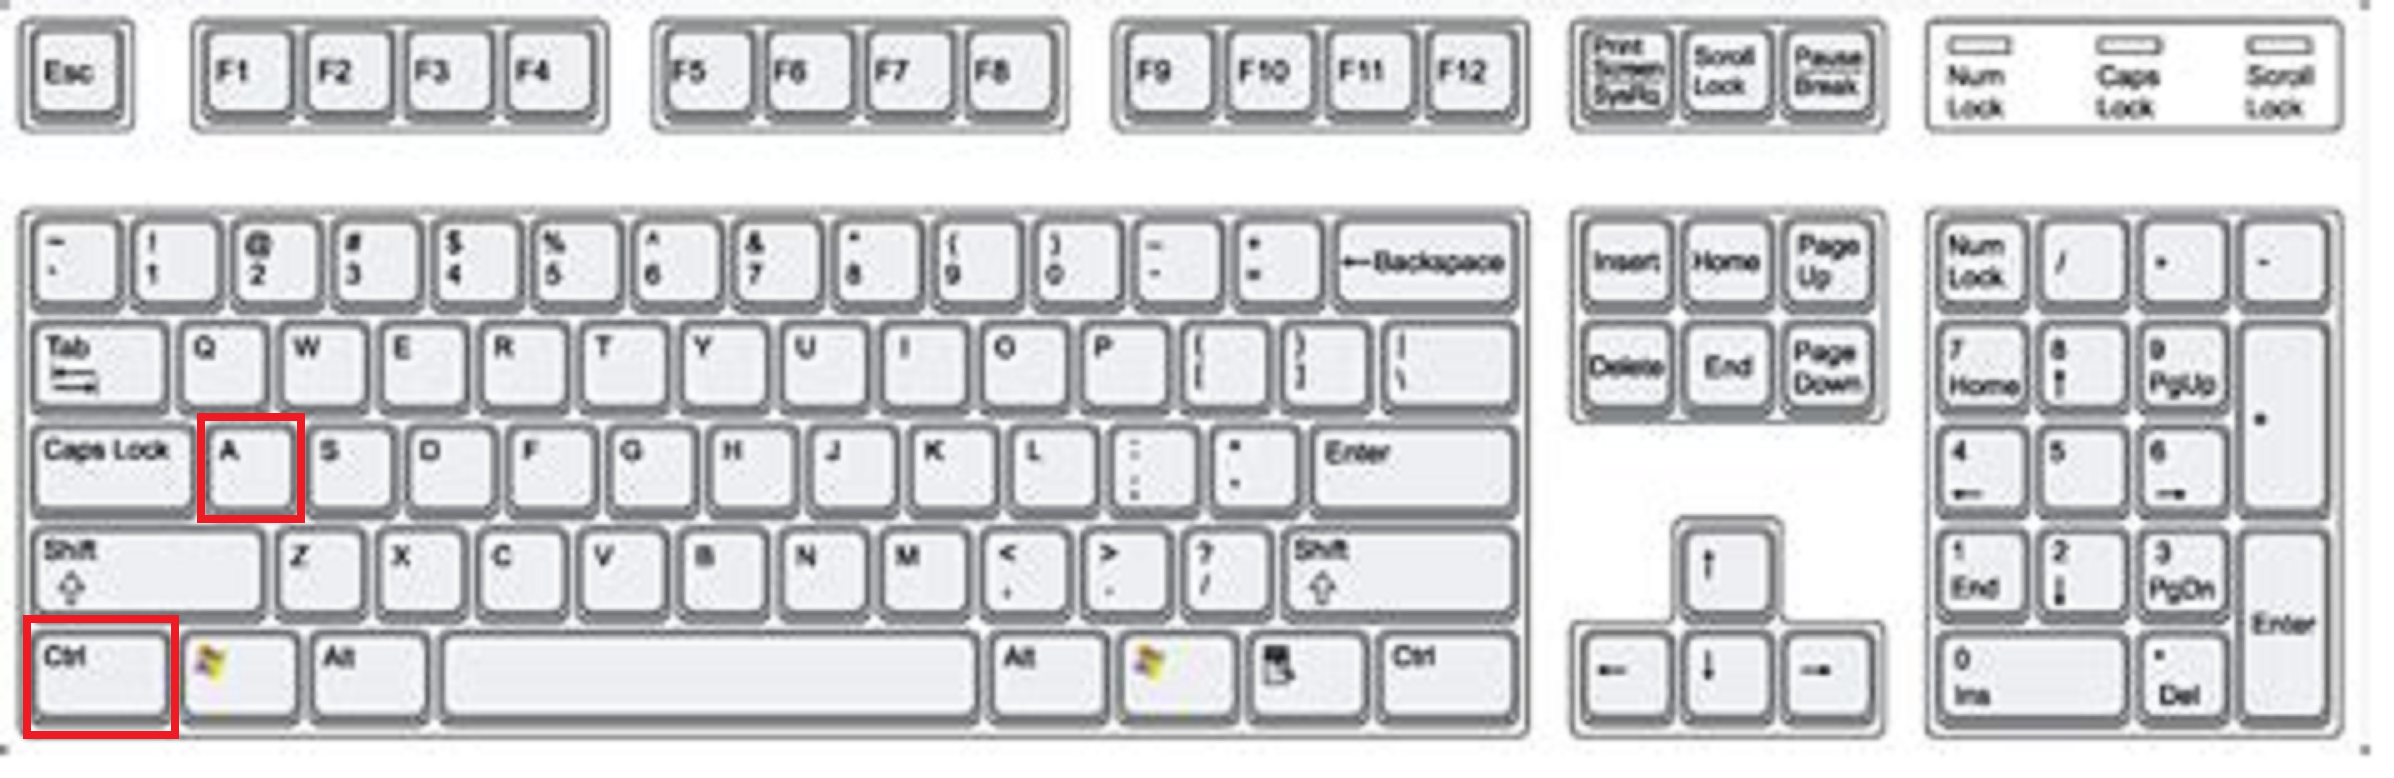 Esc F1 F2 F3 F4 F5 F6 F7 F8 F9 F10 F11 F12
Print
Screen
SysRq
Scroll
Lock
Pause
Break
Num
Lock
Caps
Lock
Scroll
Lock
! @ # $ % ^ & * ( )
1 2 3 4 5 6 7 8 9 0 - =
←Backspace
Insert Home
Page
Up
Num
Lock
/ * -
Tab Q W E R T Y U I O P
Delete End
Page
Down
7
Home
8
↑
9
PgUp
Caps Lock A S D F G H J K L : ; Enter
4
←
5
6
→
Shift Z X C V B N M < , > . ? / Shift
↑
1
End
2
↓
3
PgDn
Enter
Ctrl Alt Alt Ctrl
← ↓ →
0
Ins
Del